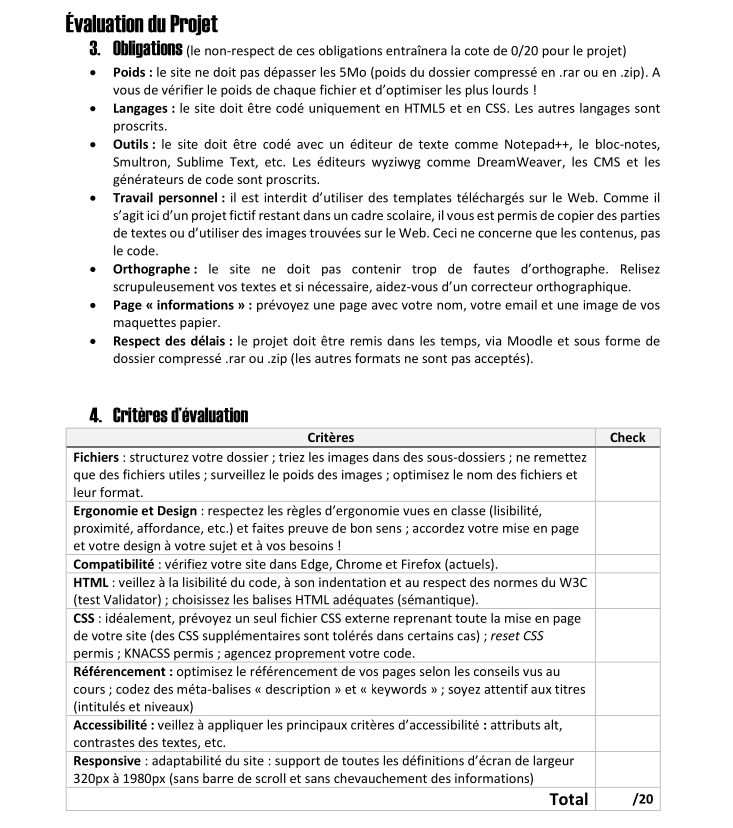 Évaluation du Projet
3. Obligations (le non-respect de ces obligations entraînera la cote de 0/20 pour le projet)
• Poids : le site ne doit pas dépasser les 5Mo (poids du dossier compressé en .rar ou en .zip). A
vous de vérifier le poids de chaque fichier et d'optimiser les plus lourds !
• Langages : le site doit être codé uniquement en HTML5 et en CSS. Les autres langages sont
proscrits.
• Outils : le site doit être codé avec un éditeur de texte comme Notepad++, le bloc-notes,
Smultron, Sublime Text, etc. Les éditeurs wyziwyg comme DreamWeaver, les CMS et les
générateurs de code sont proscrits.
• Travail personnel : il est interdit d'utiliser des templates téléchargés sur le Web. Comme il
s'agit ici d'un projet fictif restant dans un cadre scolaire, il vous est permis de copier des parties
de textes ou d'utiliser des images trouvées sur le Web. Ceci ne concerne que les contenus, pas
le code.
• Orthographe : le site ne doit pas contenir trop de fautes d'orthographe. Relisez
scrupuleusement vos textes et si nécessaire, aidez-vous d'un correcteur orthographique.
• Page « informations » : prévoyez une page avec votre nom, votre email et une image de vos
maquettes papier.
• Respect des délais : le projet doit être remis dans les temps, via Moodle et sous forme de
dossier compressé .rar ou .zip (les autres formats ne sont pas acceptés).
4. Critères d'évaluation
Critères Check
Fichiers : structurez votre dossier ; triez les images dans des sous-dossiers ; ne remettez
que des fichiers utiles ; surveillez le poids des images ; optimisez le nom des fichiers et
leur format.
Ergonomie et Design : respectez les règles d'ergonomie vues en classe (lisibilité,
proximité, affordance, etc.) et faites preuve de bon sens ; accordez votre mise en page
et votre design à votre sujet et à vos besoins !
Compatibilité : vérifiez votre site dans Edge, Chrome et Firefox (actuels).
HTML : veillez à la lisibilité du code, à son indentation et au respect des normes du W3C
(test Validator) ; choisissez les balises HTML adéquates (sémantique).
CSS : idéalement, prévoyez un seul fichier CSS externe reprenant toute la mise en page
de votre site (des CSS supplémentaires sont tolérés dans certains cas) ; reset CSS
permis ; KNACSS permis ; agencez proprement votre code.
Référencement : optimisez le référencement de vos pages selon les conseils vus au
cours ; codez des méta-balises « description » et « keywords » ; soyez attentif aux titres
(intitulés et niveaux)
Accessibilité : veillez à appliquer les principaux critères d'accessibilité : attributs alt,
contrastes des textes, etc.
Responsive : adaptabilité du site : support de toutes les définitions d'écran de largeur
320px à 1980px (sans barre de scroll et sans chevauchement des informations)
Total /20